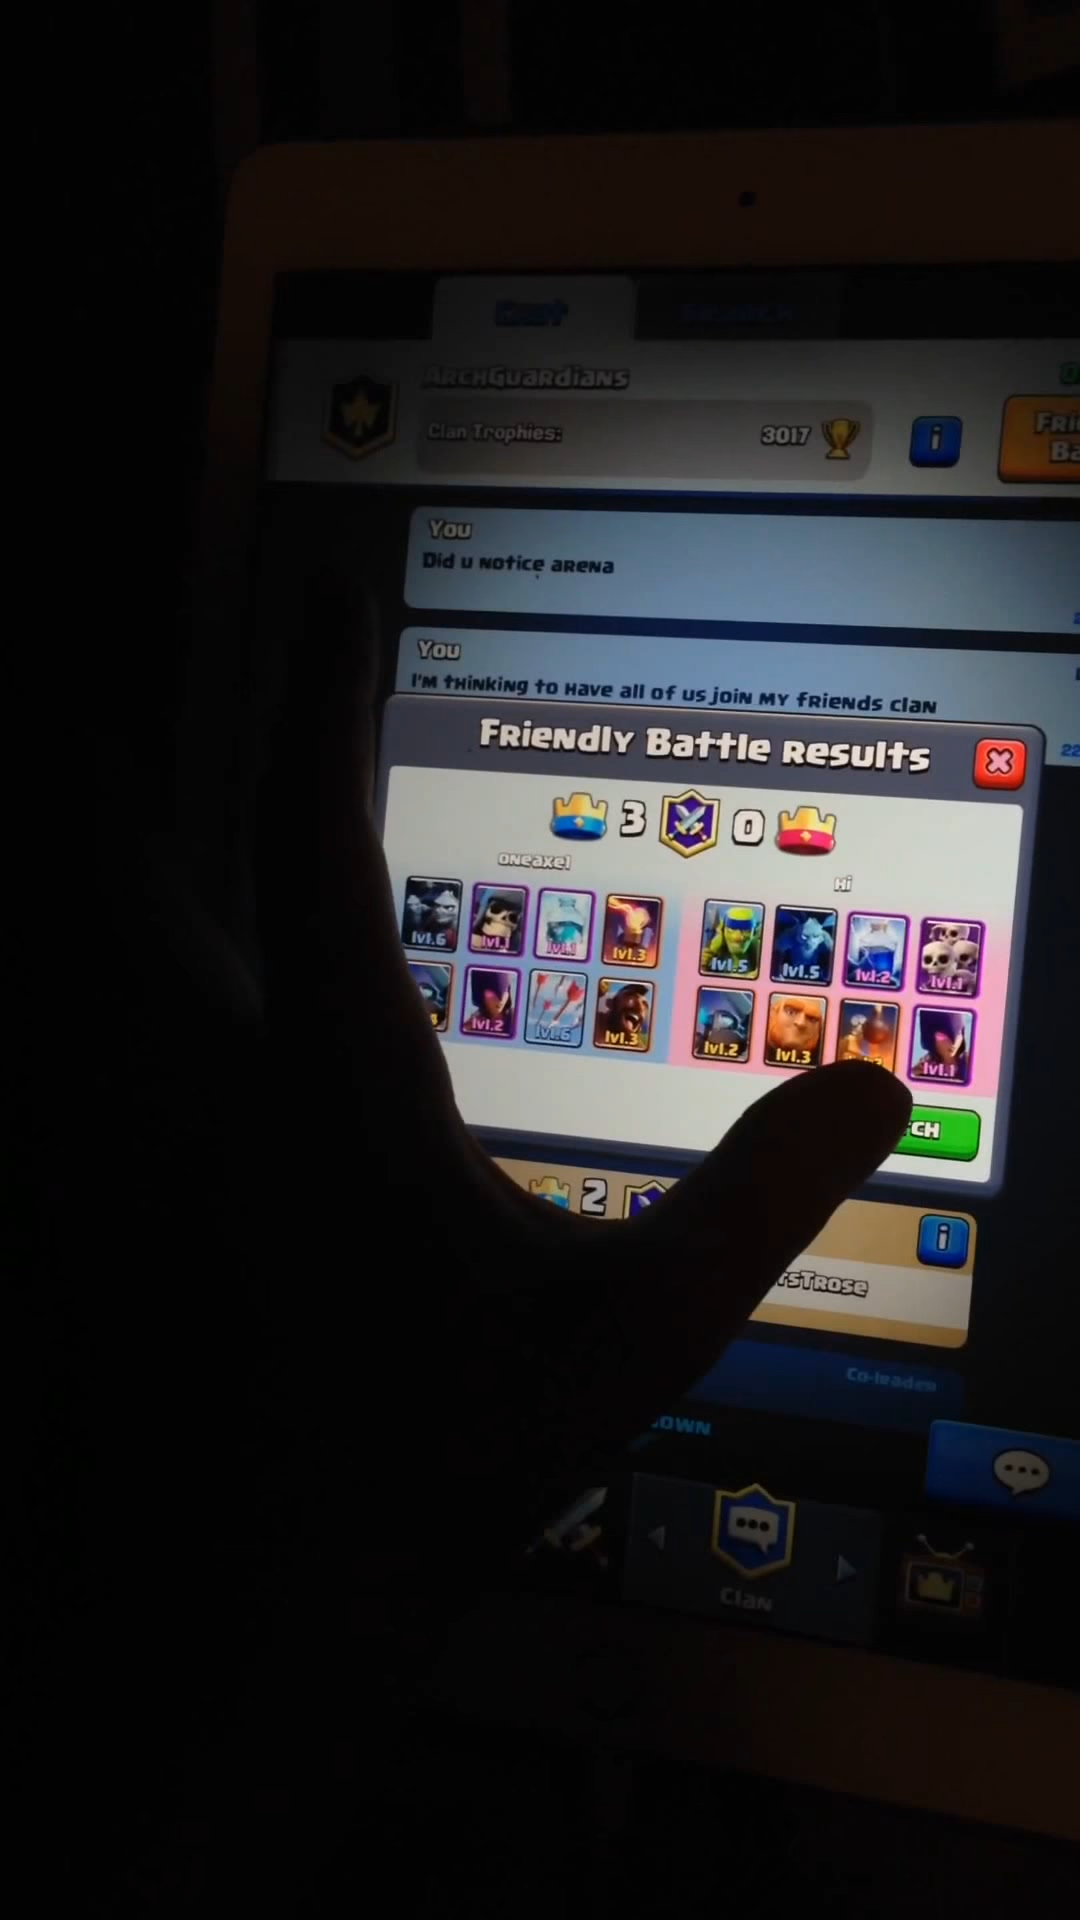 ArchGuardians
Clan Trophies:
3017
You
Did u notice arena
You
I'm thinking to have all of us join my friends clan
Friendly Battle Results
3
0
oneaxe1
Hi
lvl.6
lvl.1
lvl.1
lvl.3
lvl.2
lvl.6
lvl.3
lvl.5
lvl.5
lvl.2
lvl.1
lvl.2
lvl.3
lvl.1
2
Co-leader
Clan